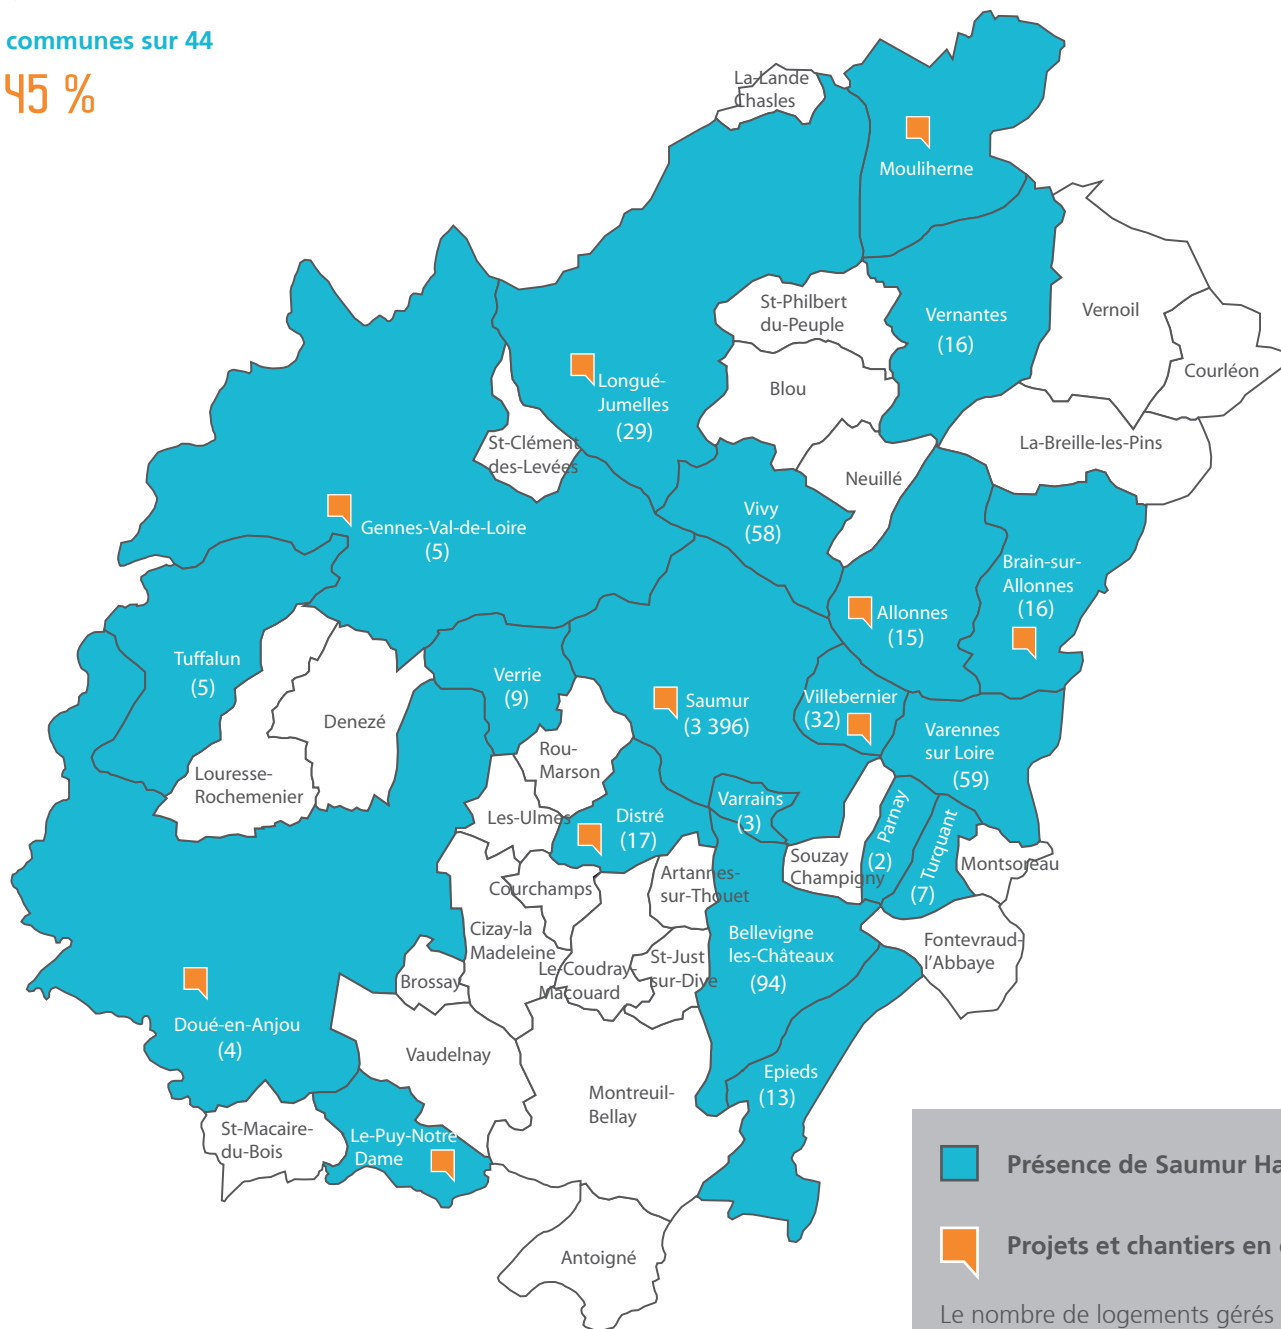 communes sur 44
45 %
La-Lande
Chasles
Mouliherne
St-Philbert
du-Peuple
Vernantes
(16)
Vernoil
Courléon
Blou
Longué-
Jumelles
(29)
St-Clément
des-Levées
La-Breille-les-Pins
Neuillé
Vivy
(58)
Gennes-Val-de-Loire
(5)
Brain-sur-
Allonnes
(16)
Allonnes
(15)
Tuffalun
(5)
Verrie
(9)
Saumur
(3 396)
Villebernier
(32)
Denezé
Varennes
sur Loire
(59)
Rou-
Marson
Louresse-
Rochemenier
Les-Ulmes
Distré
(17)
Varrains
(3)
Parnay
(2)
Turquant
(7)
Souzay
Champigny
Montsoreau
Artannes-
sur-Thouet
Courchamps
Cizay-la
Madeleine
Bellevigne
les-Châteaux
(94)
Fontevraud-
l'Abbaye
St-Just
sur-Dive
Le-Coudray-
Macouard
Brossay
Doué-en-Anjou
(4)
Vaudelnay
Epieds
(13)
Montreuil-
Bellay
St-Macaire-
du-Bois
Le-Puy-Notre
Dame
Antoigné
Présence de Saumur Ha
Projets et chantiers en
Le nombre de logements gérés